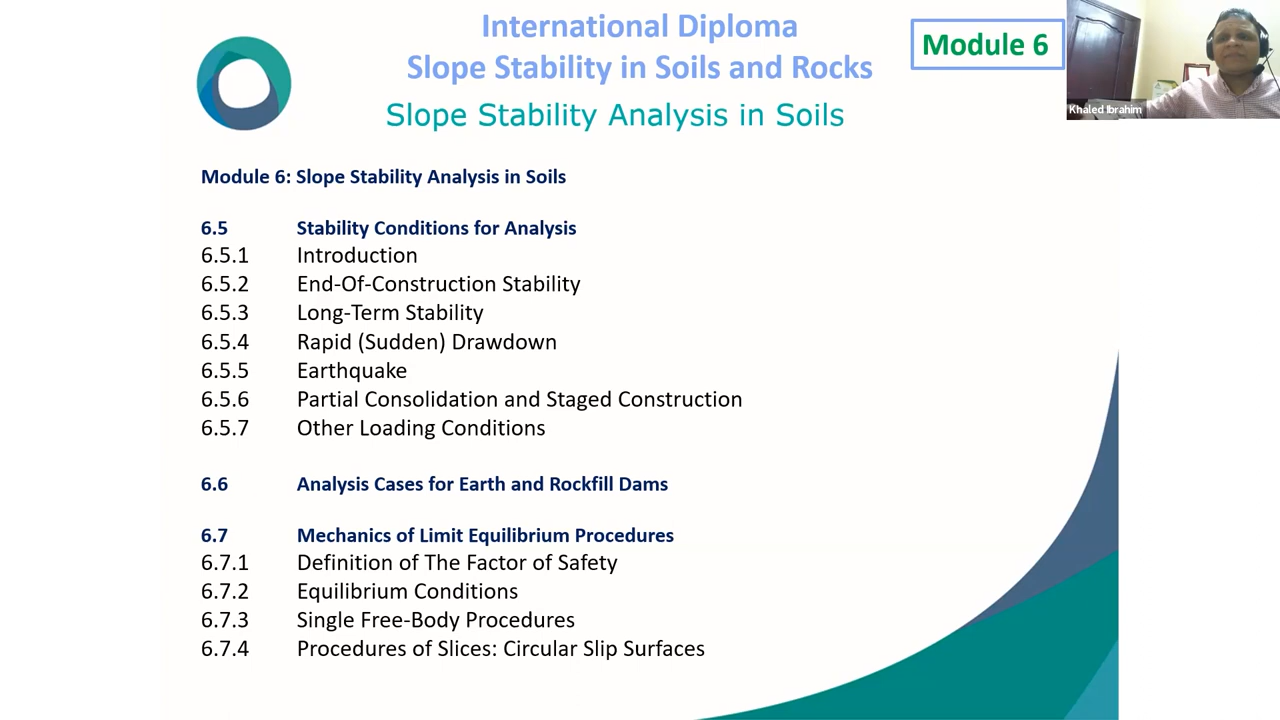 International Diploma
Slope Stability in Soils and Rocks
Slope Stability Analysis in Soils
Module 6
Khaled Ibrahim
Module 6: Slope Stability Analysis in Soils
6.5 Stability Conditions for Analysis
6.5.1 Introduction
6.5.2 End-Of-Construction Stability
6.5.3 Long-Term Stability
6.5.4 Rapid (Sudden) Drawdown
6.5.5 Earthquake
6.5.6 Partial Consolidation and Staged Construction
6.5.7 Other Loading Conditions
6.6 Analysis Cases for Earth and Rockfill Dams
6.7 Mechanics of Limit Equilibrium Procedures
6.7.1 Definition of The Factor of Safety
6.7.2 Equilibrium Conditions
6.7.3 Single Free-Body Procedures
6.7.4 Procedures of Slices: Circular Slip Surfaces